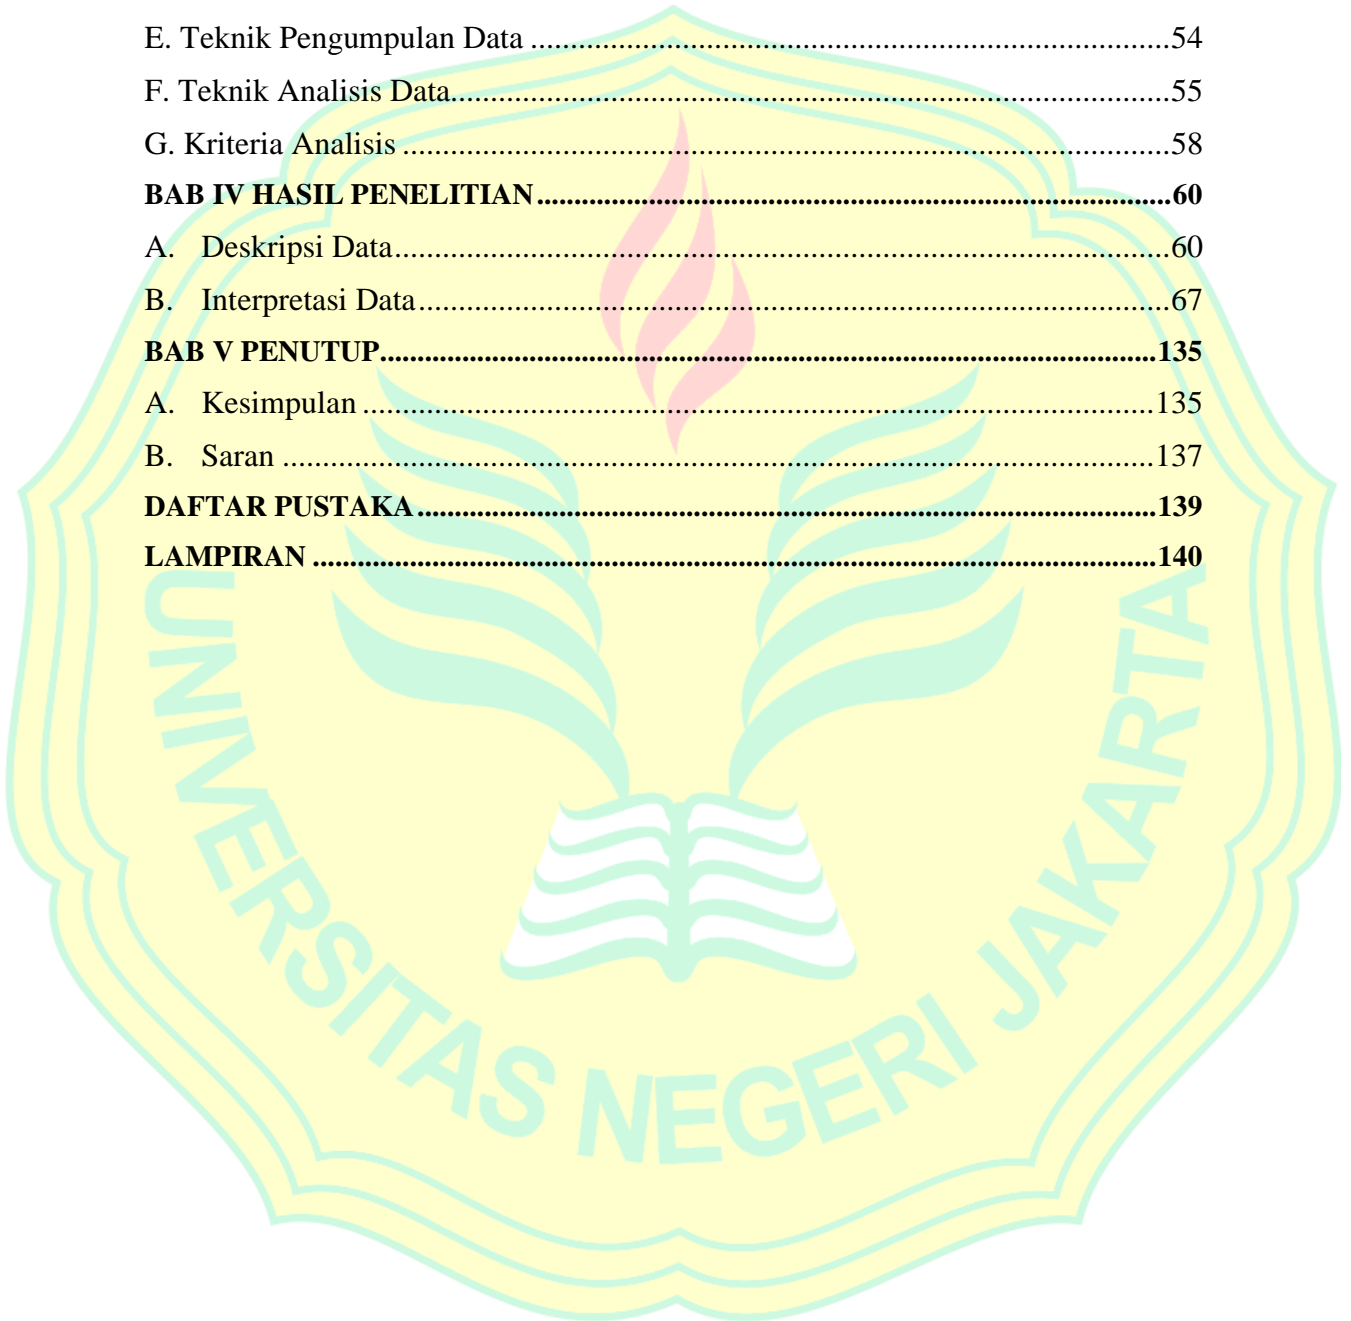 E. Teknik Pengumpulan Data ................................................................................54
F. Teknik Analisis Data..........................................................................................55
G. Kriteria Analisis ................................................................................................58
BAB IV HASIL PENELITIAN...................................................................................60
A. Deskripsi Data.................................................................................................60
B. Interpretasi Data..............................................................................................67
BAB V PENUTUP.....................................................................................................135
A. Kesimpulan ...................................................................................................135
B. Saran .............................................................................................................137
DAFTAR PUSTAKA................................................................................................139
LAMPIRAN ..............................................................................................................140
UNIVERSITAS NEGERI JAKARTA